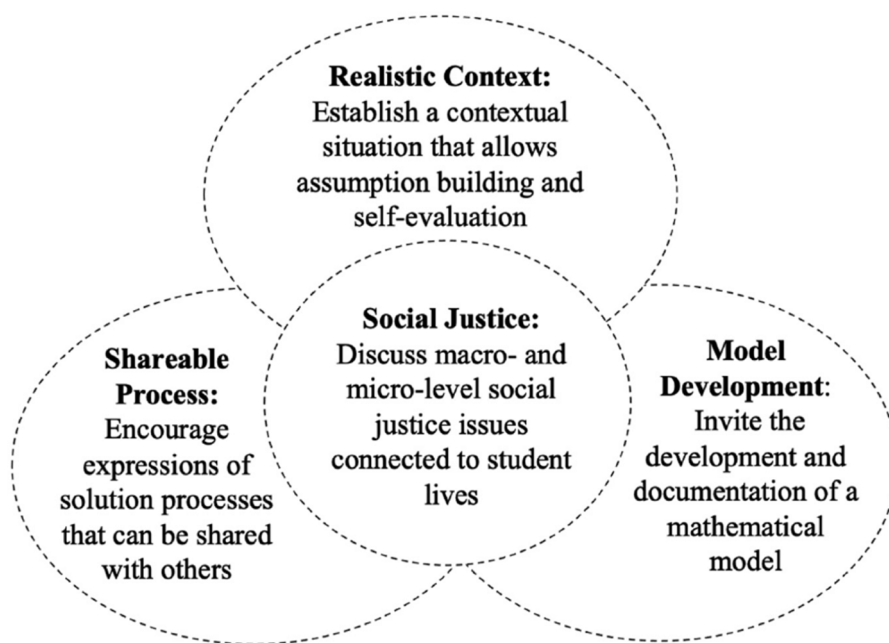 Realistic Context:
Establish a contextual
situation that allows
assumption building and
self-evaluation
Social Justice:
Discuss macro- and
micro-level social
justice issues
connected to student
lives
Shareable
Process:
Encourage
expressions of
solution processes
that can be shared
with others
Model
Development:
Invite the
development and
documentation of a
mathematical
model